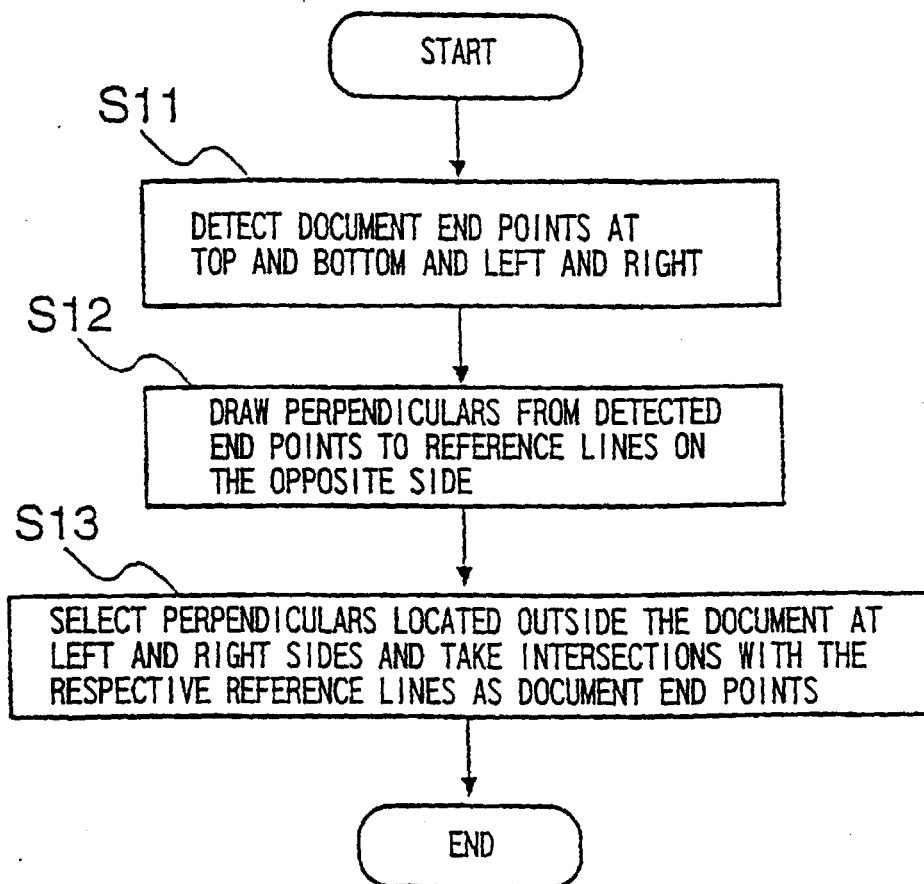 START
S11
DETECT DOCUMENT END POINTS AT
TOP AND BOTTOM AND LEFT AND RIGHT
S12
DRAW PERPENDICULARS FROM DETECTED
END POINTS TO REFERENCE LINES ON
THE OPPOSITE SIDE
S13
SELECT PERPENDICULARS LOCATED OUTSIDE THE DOCUMENT AT
LEFT AND RIGHT SIDES AND TAKE INTERSECTIONS WITH THE
RESPECTIVE REFERENCE LINES AS DOCUMENT END POINTS
END